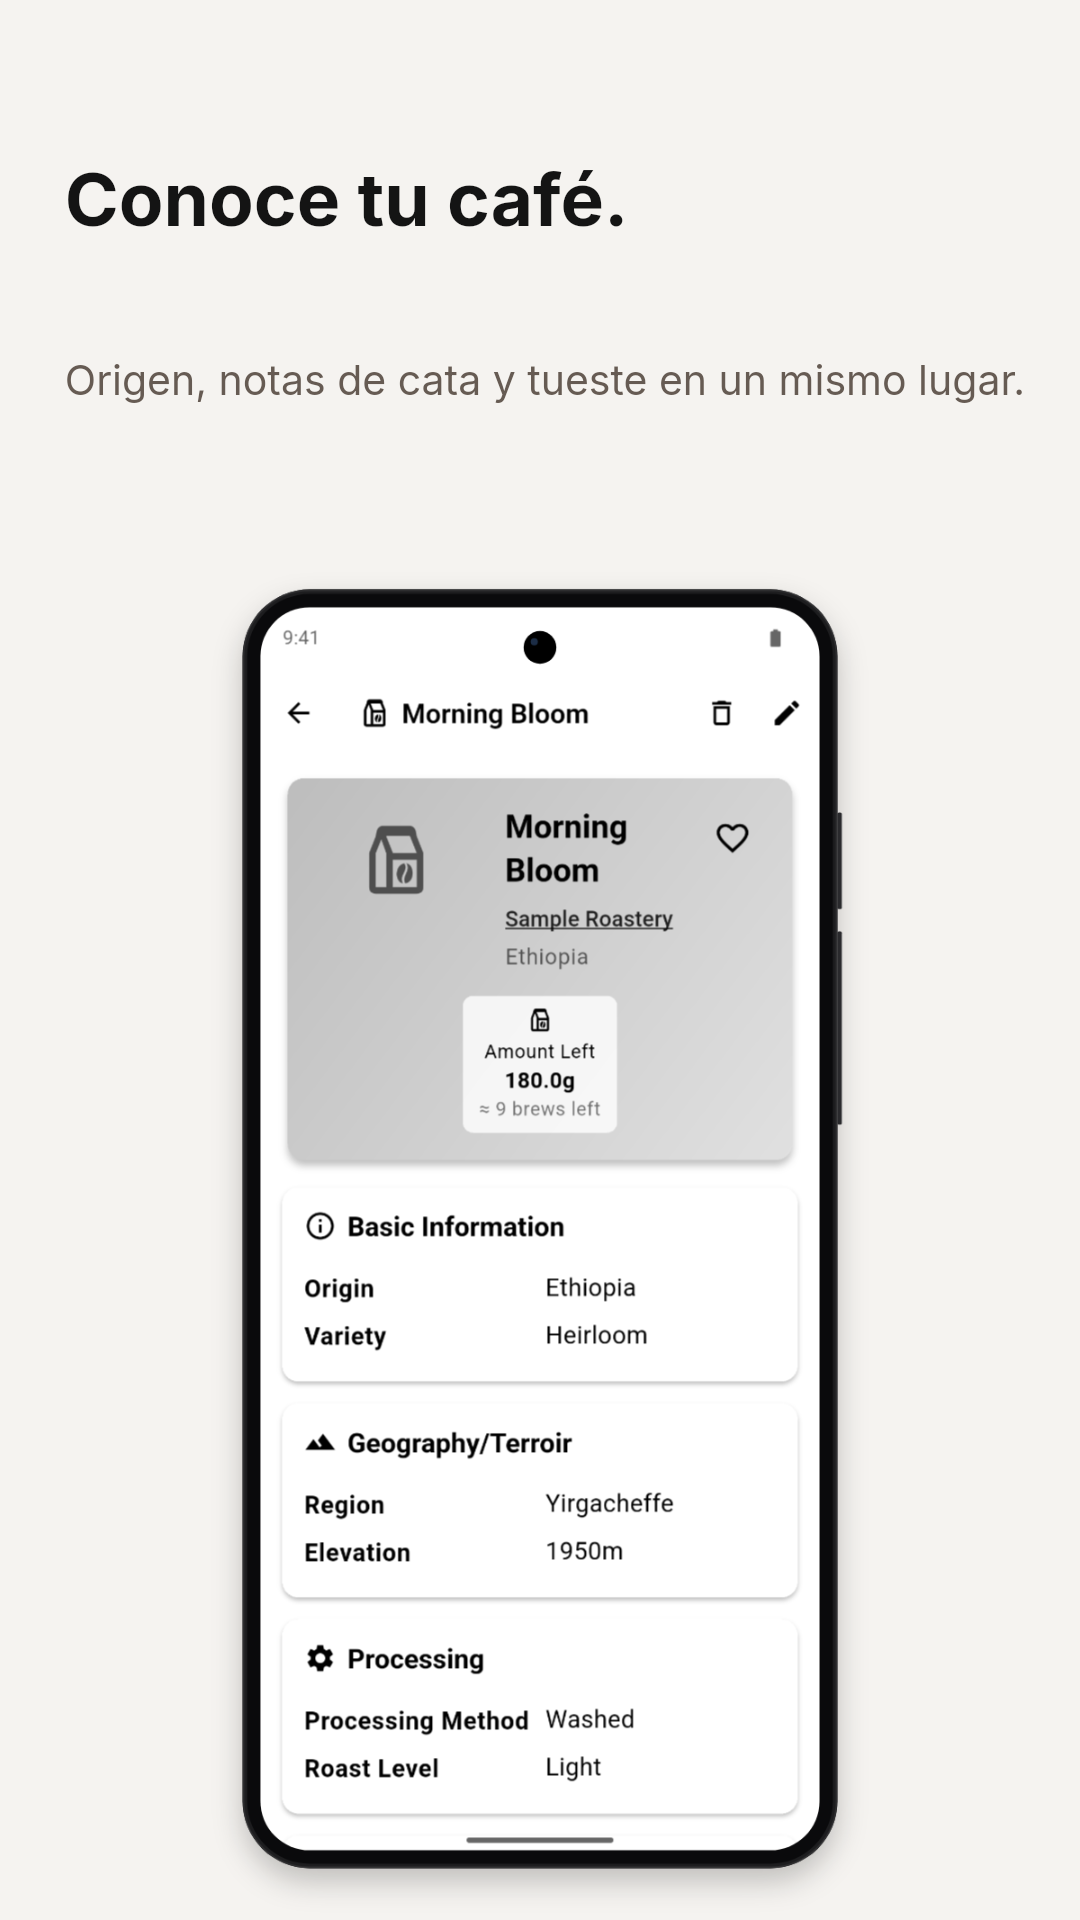 Conoce tu café.
Origen, notas de cata y tueste en un mismo lugar.
9:41
Morning Bloom
Morning
Bloom
Sample Roastery
Ethiopia
Amount Left
180.0g
≈ 9 brews left
Basic Information
Origin Ethiopia
Variety Heirloom
Geography/Terroir
Region Yirgacheffe
Elevation 1950m
Processing
Processing Method Washed
Roast Level Light